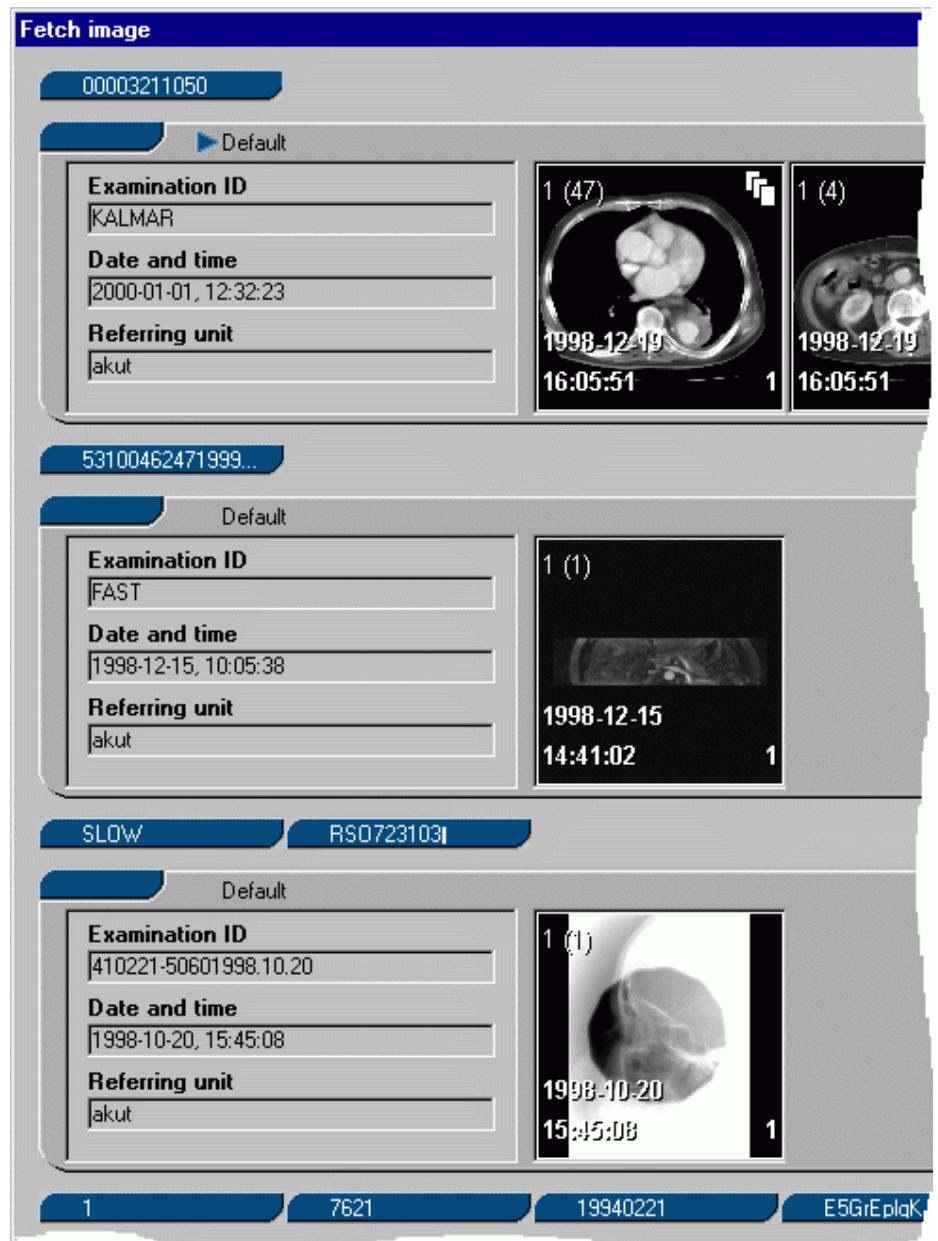 Fetch image
00003211050
Default
Examination ID
KALMAR
Date and time
2000-01-01, 12:32:23
Referring unit
akut
1 (47)
1998-12-19
16:05:51 1
1 (4)
1998-12-19
16:05:51
53100462471999...
Default
Examination ID
FAST
Date and time
1998-12-15, 10:05:38
Referring unit
akut
1 (1)
1998-12-15
14:41:02 1
SLOW RSO723103
Default
Examination ID
410221-50601998.10.20
Date and time
1998-10-20, 15:45:08
Referring unit
akut
1 (1)
1998-10-20
15:45:08 1
1 7621 19940221